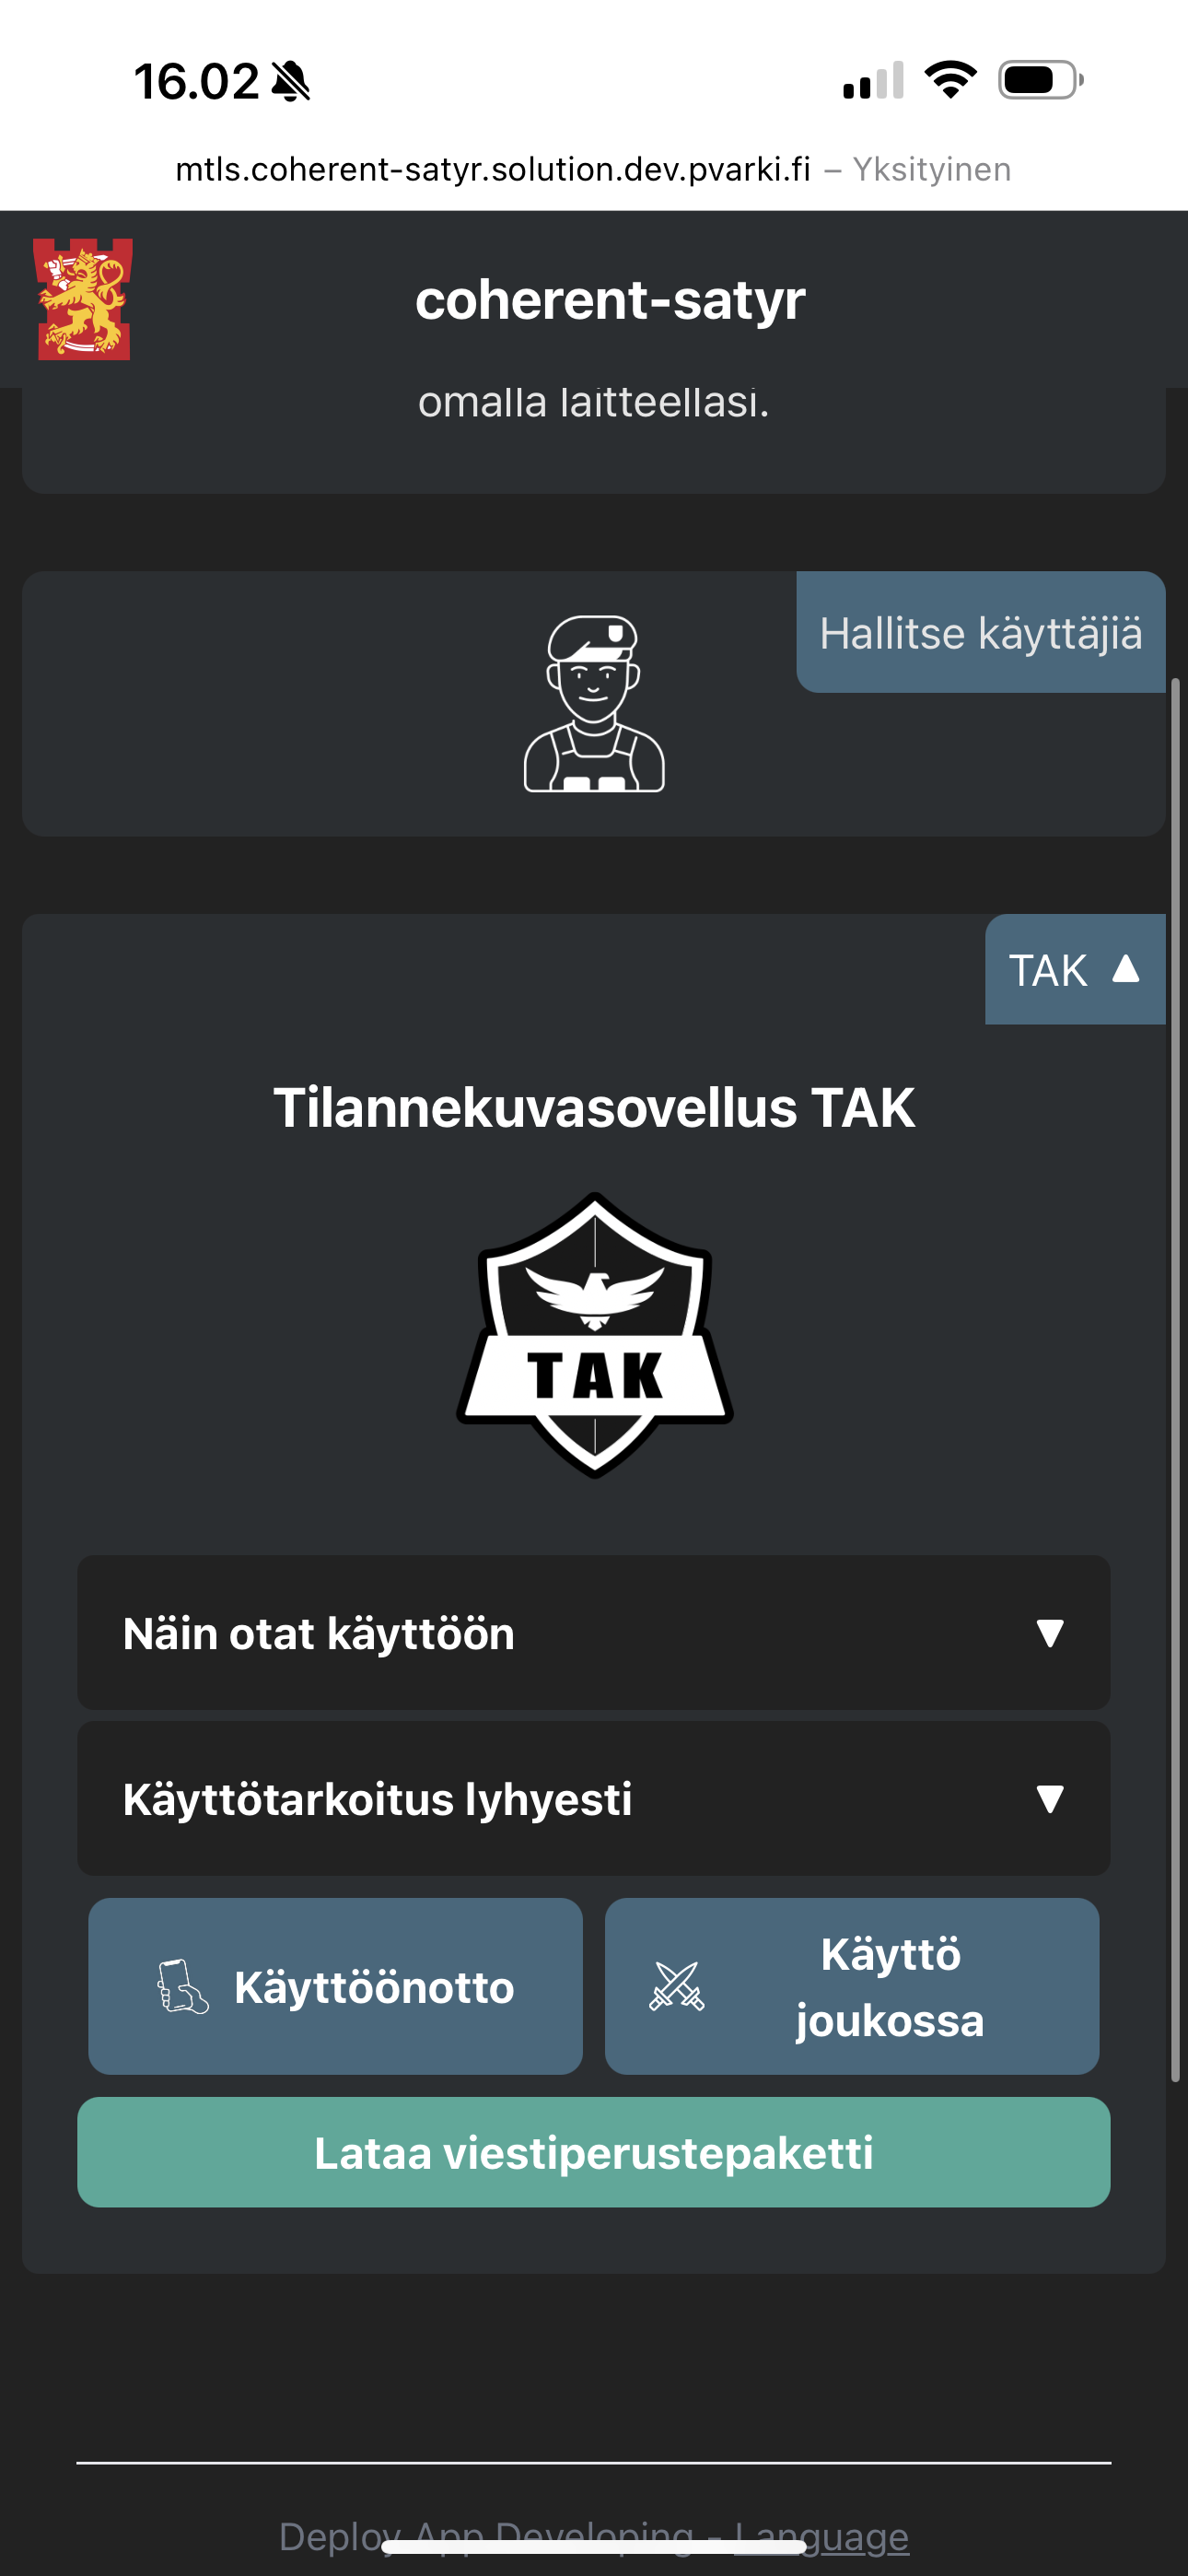 16.02
mtls.coherent-satyr.solution.dev.pvarki.fi – Yksityinen
coherent-satyr
omalla laitteellasi.
Hallitse käyttäjiä
TAK
Tilannekuvasovellus TAK
TAK
Näin otat käyttöön
Käyttötarkoitus lyhyesti
Käyttöönotto
Käyttö
joukossa
Lataa viestiperustepaketti
Deploy App Developing - Language